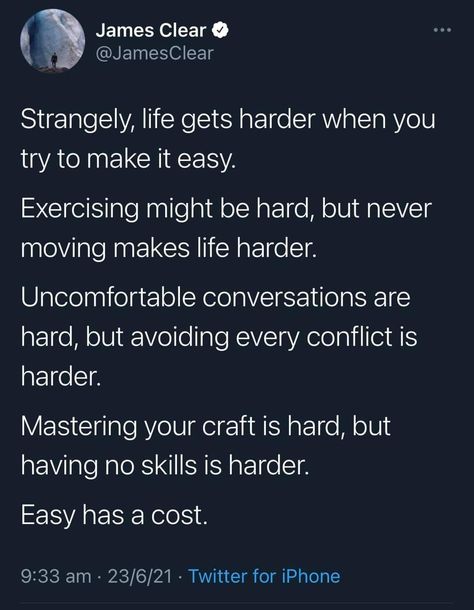 James Clear
@JamesClear
Strangely, life gets harder when you
try to make it easy.
Exercising might be hard, but never
moving makes life harder.
Uncomfortable conversations are
hard, but avoiding every conflict is
harder.
Mastering your craft is hard, but
having no skills is harder.
Easy has a cost.
9:33 am · 23/6/21 · Twitter for iPhone